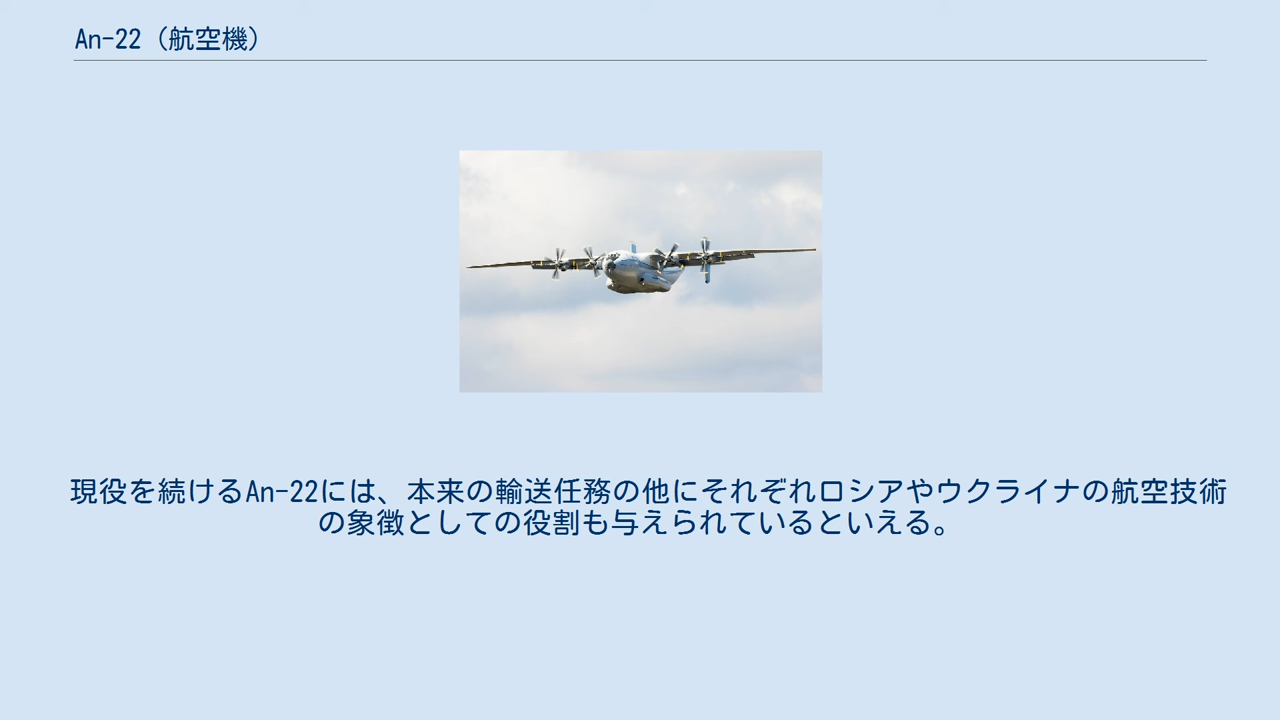 An-22（航空機）
現役を続けるAn-22には、本来の輸送任務の他にそれぞれロシアやウクライナの航空技術
の象徴としての役割も与えられているといえる。